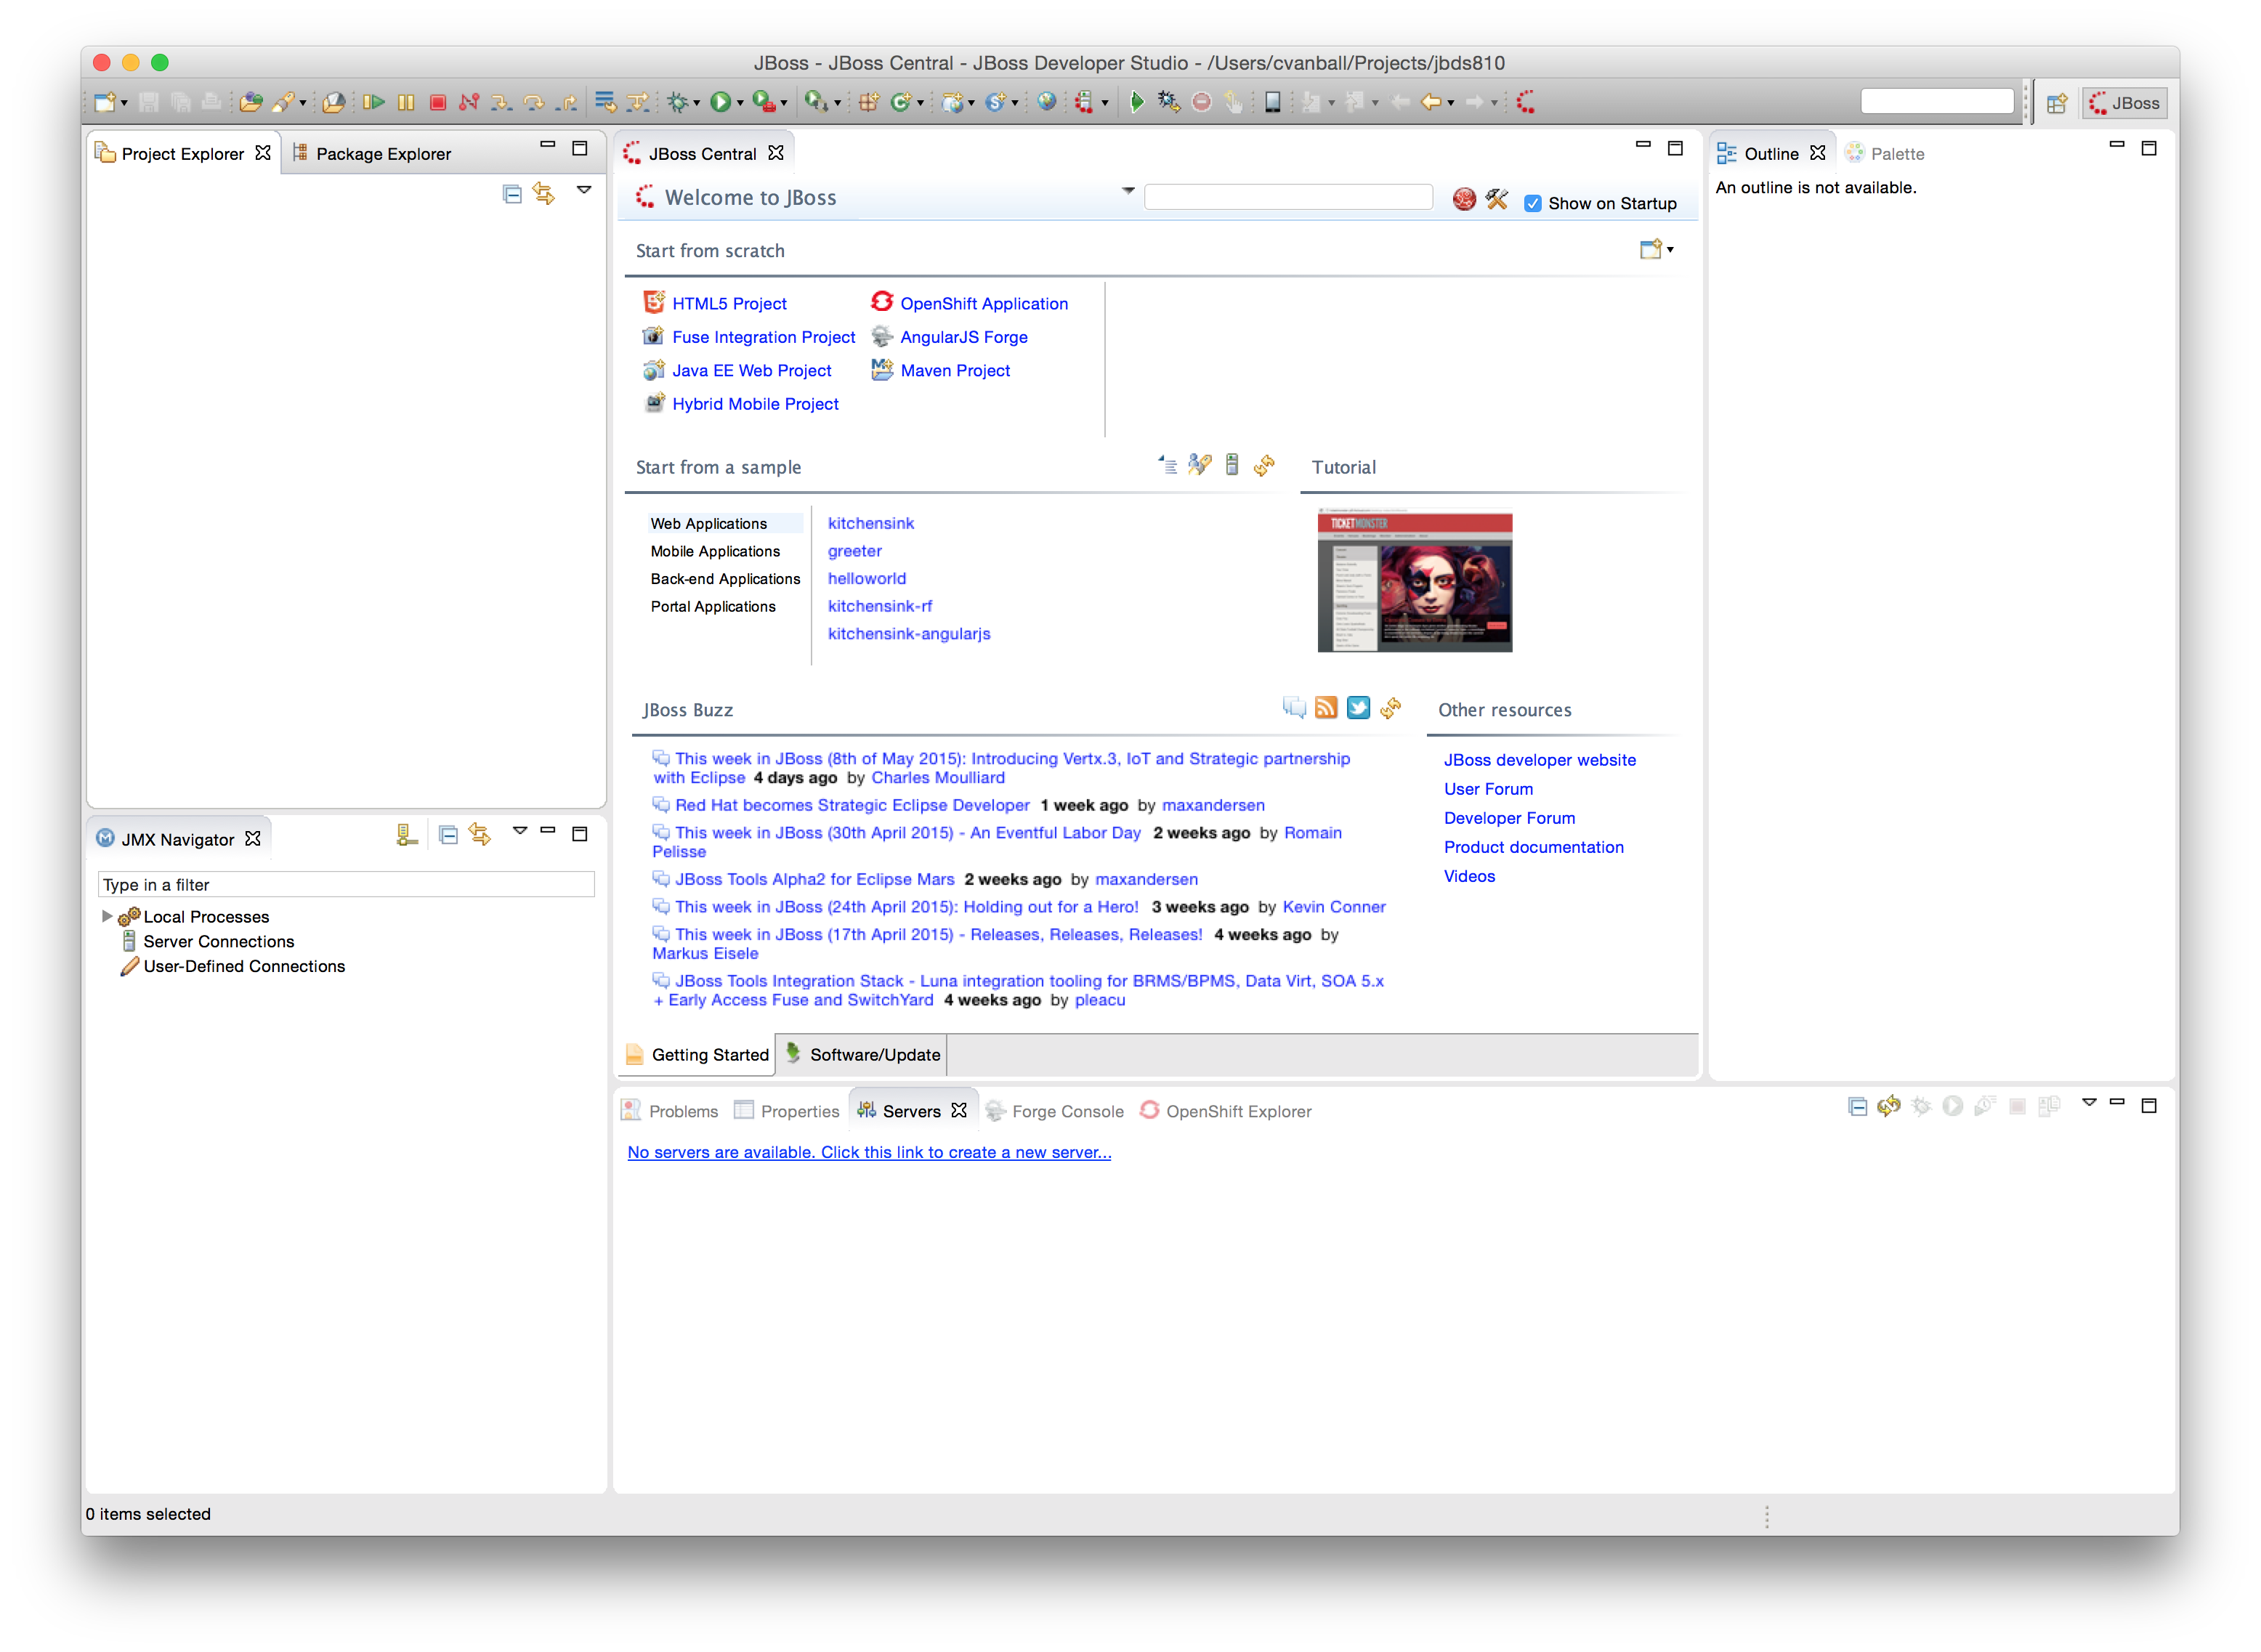 JBoss - JBoss Central - JBoss Developer Studio - /Users/cvanball/Projects/jbds810
JBoss
Project Explorer
Package Explorer
JBoss Central
Welcome to JBoss
Show on Startup
Start from scratch
HTML5 Project
OpenShift Application
Fuse Integration Project
AngularJS Forge
Java EE Web Project
Maven Project
Hybrid Mobile Project
Start from a sample
Web Applications
Mobile Applications
Back-end Applications
Portal Applications
kitchensink
greeter
helloworld
kitchensink-rf
kitchensink-angularjs
Tutorial
TICKETMONSTER
JBoss Buzz
This week in JBoss (8th of May 2015): Introducing Vertx.3, IoT and Strategic partnership
with Eclipse 4 days ago by Charles Moulliard
Red Hat becomes Strategic Eclipse Developer 1 week ago by maxandersen
This week in JBoss (30th April 2015) - An Eventful Labor Day 2 weeks ago by Romain
Pelisse
JBoss Tools Alpha2 for Eclipse Mars 2 weeks ago by maxandersen
This week in JBoss (24th April 2015): Holding out for a Hero! 3 weeks ago by Kevin Conner
This week in JBoss (17th April 2015) - Releases, Releases, Releases! 4 weeks ago by
Markus Eisele
JBoss Tools Integration Stack - Luna integration tooling for BRMS/BPMS, Data Virt, SOA 5.x
+ Early Access Fuse and SwitchYard 4 weeks ago by pleacu
Other resources
JBoss developer website
User Forum
Developer Forum
Product documentation
Videos
Getting Started
Software/Update
Outline
Palette
An outline is not available.
JMX Navigator
Type in a filter
Local Processes
Server Connections
User-Defined Connections
Problems
Properties
Servers
Forge Console
OpenShift Explorer
No servers are available. Click this link to create a new server...
0 items selected